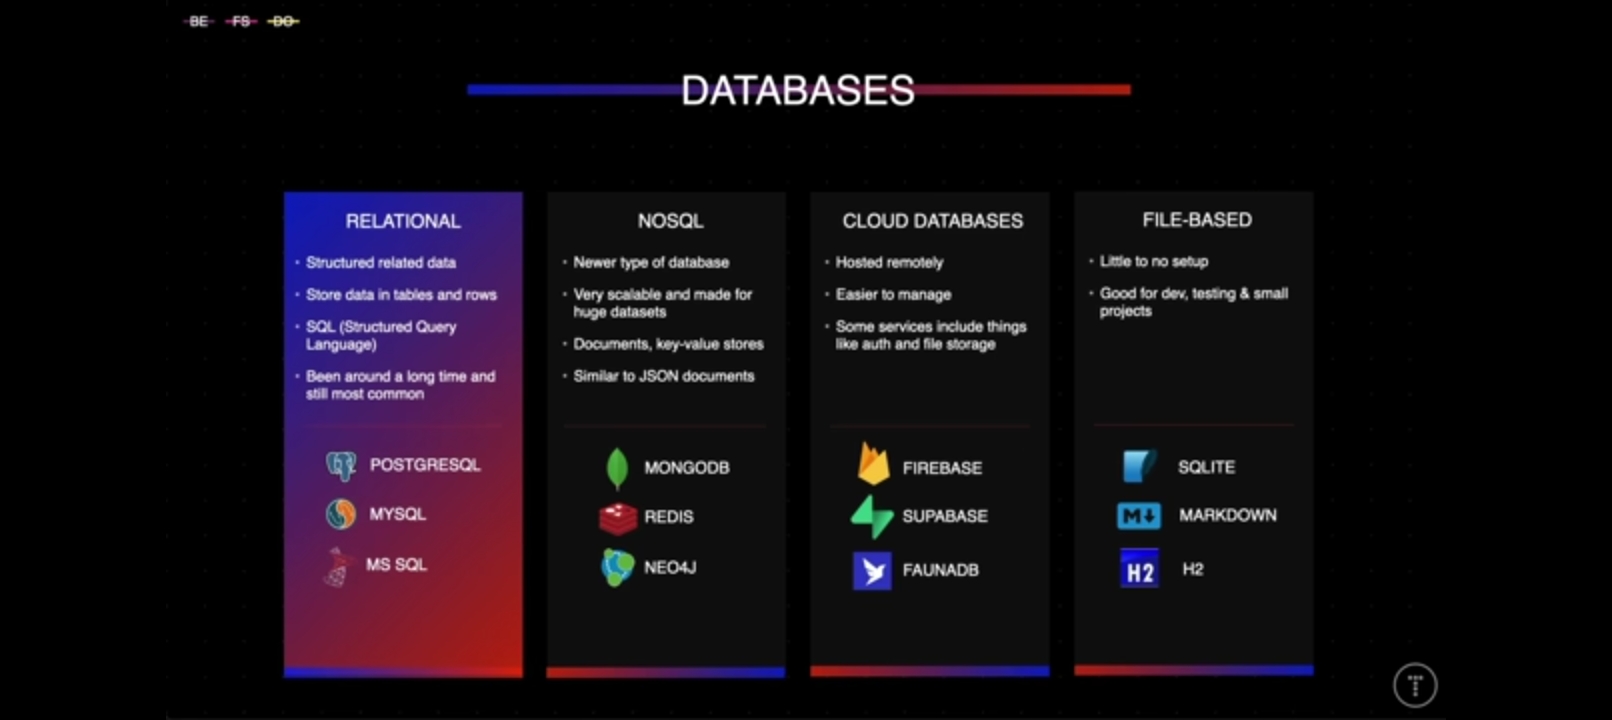 BE FS DO
DATABASES
RELATIONAL
• Structured related data
• Store data in tables and rows
• SQL (Structured Query
Language)
• Been around a long time and
still most common
POSTGRESQL
MYSQL
MS SQL
NOSQL
• Newer type of database
• Very scalable and made for
huge datasets
• Documents, key-value stores
• Similar to JSON documents
MONGODB
REDIS
NEO4J
CLOUD DATABASES
• Hosted remotely
• Easier to manage
• Some services include things
like auth and file storage
FIREBASE
SUPABASE
FAUNADB
FILE-BASED
• Little to no setup
• Good for dev, testing & small
projects
SQLITE
M MARKDOWN
H2 H2
T